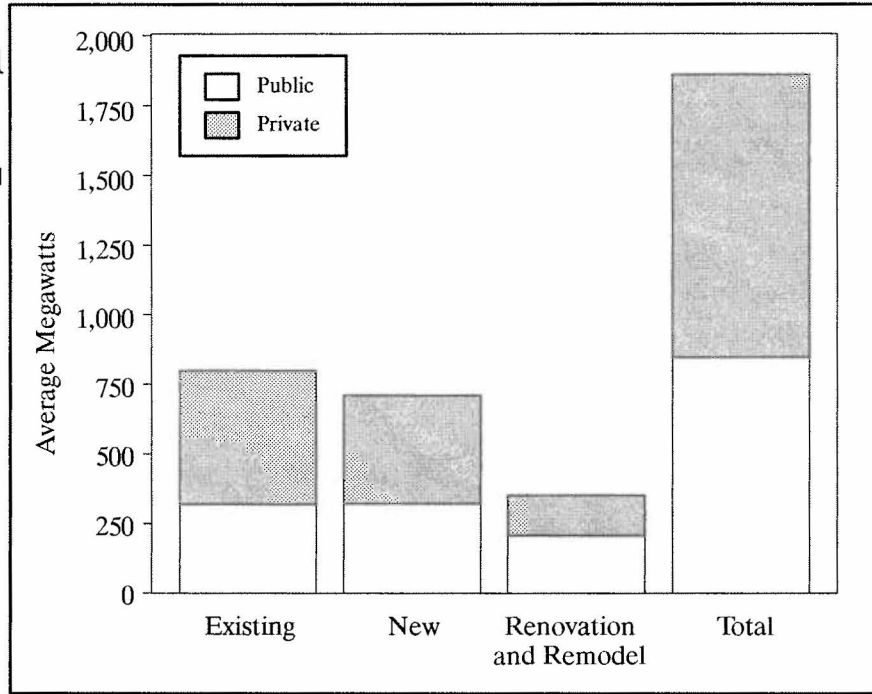 2,000
1,750
1,500
1,250
1,000
750
500
250
0
Average Megawatts
Public
Private
Existing
New
Renovation
and Remodel
Total